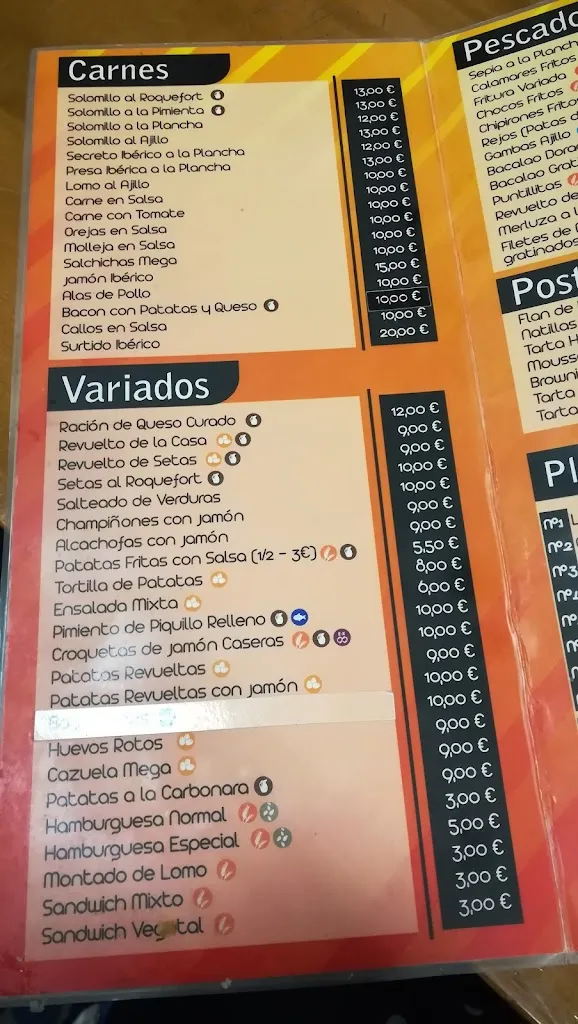 Carnes
Solomillo al Roquefort
Solomillo a la Pimienta
Solomillo a la Plancha
Solomillo al Ajillo
Secreto Ibérico a la Plancha
Presa Ibérica a la Plancha
Lomo al Ajillo
Carne en Salsa
Carne con Tomate
Orejas en Salsa
Molleja en Salsa
Salchichas Mega
jamón Ibérico
Alas de Pollo
Bacon con Patatas y Queso
Callos en Salsa
Surtido Ibérico
13,00 €
13,00 €
12,00 €
13,00 €
12,00 €
13,00 €
10,00 €
10,00 €
10,00 €
10,00 €
10,00 €
10,00 €
15,00 €
10,00 €
10,00 €
10,00 €
20,00 €
Variados
Ración de Queso Curado
Revuelto de la Casa
Revuelto de Setas
Setas al Roquefort
Salteado de Verduras
Champiñones con jamón
Alcachofas con jamón
Patatas Fritas con Salsa (1/2 - 3€)
Tortilla de Patatas
Ensalada Mixta
Pimiento de Piquillo Relleno
Croquetas de jamón Caseras
Patatas Revueltas
Patatas Revueltas con jamón
Huevos Rotos
Cazuela Mega
Patatas a la Carbonara
Hamburguesa Normal
Hamburguesa Especial
Montado de Lomo
Sandwich Mixto
Sandwich Vegetal
12,00 €
9,00 €
9,00 €
10,00 €
10,00 €
9,00 €
9,00 €
5,50 €
8,00 €
6,00 €
10,00 €
10,00 €
9,00 €
10,00 €
10,00 €
9,00 €
9,00 €
9,00 €
3,00 €
5,00 €
3,00 €
3,00 €
3,00 €
Pescado
Sepia a la Planch
Calamares Fritos
Fritura Variada
Chocos Fritos
Chipirones Frito
Rejos (Patas d
Gambas Ajillo
Bacalao Dora
Bacalao Grat
Puntillitas
Revuelto de
Merluza a l
Filetes de
gratinados
Post
Flan de
Natillas
Tarta H
Mouss
Browni
Tarta
Tarta
Pl
nº1
nº2
nº3